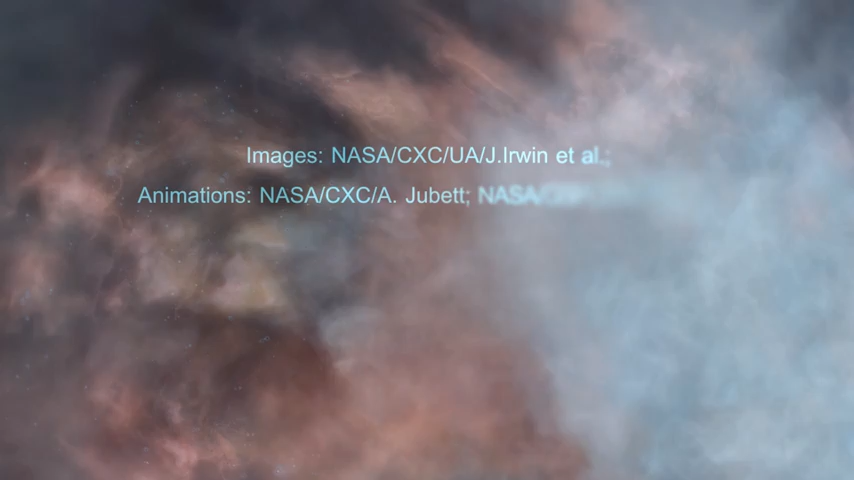 Images: NASA/CXC/UA/J.Irwin et al.;
Animations: NASA/CXC/A. Jubett; NASA/